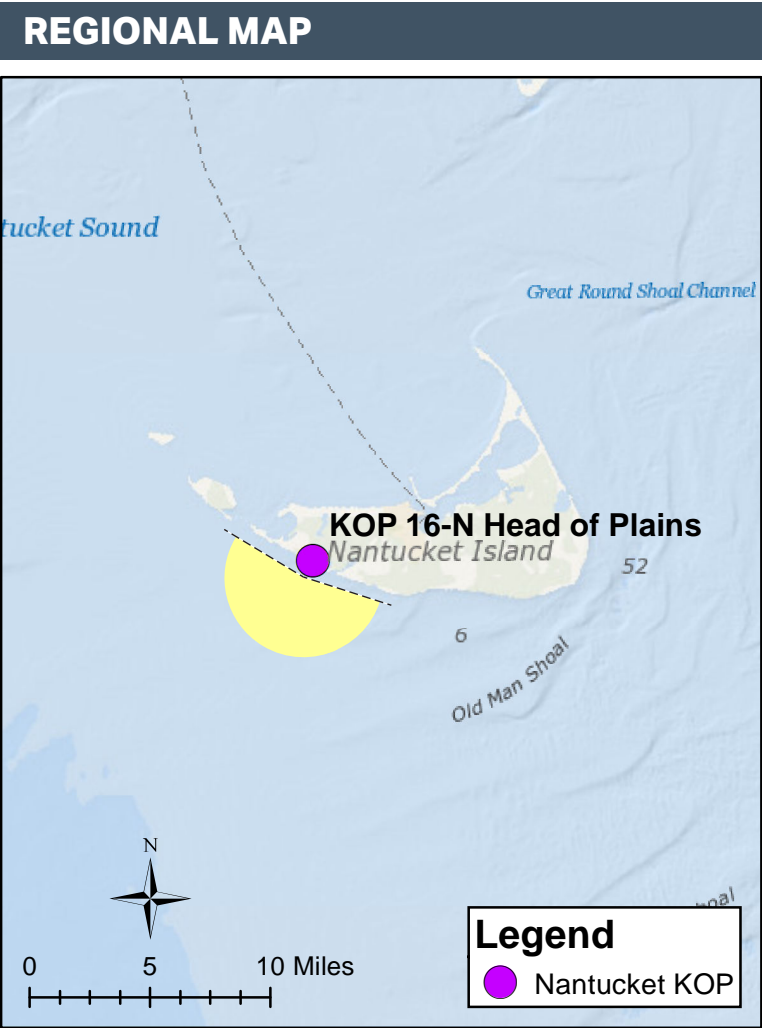 REGIONAL MAP
tucket Sound
Great Round Shoal Channel
KOP 16-N Head of Plains
Nantucket Island
52
6
Old Man Shoal
N
0 5 10 Miles
Legend
Nantucket KOP